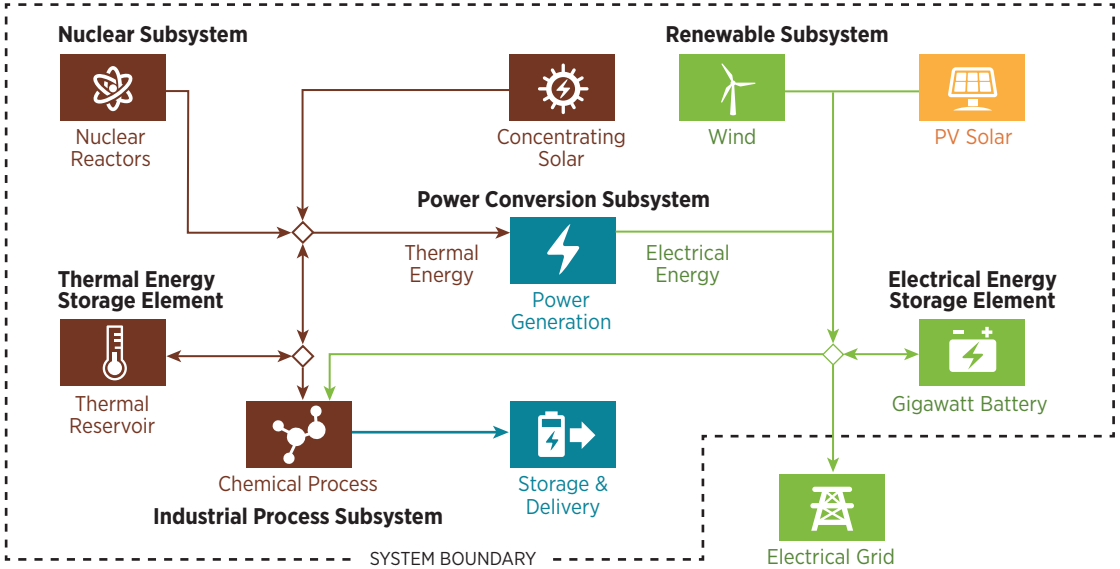 Nuclear Subsystem
Nuclear
Reactors
Concentrating
Solar
Renewable Subsystem
Wind
PV Solar
Power Conversion Subsystem
Thermal
Energy
Power
Generation
Electrical
Energy
Thermal Energy
Storage Element
Thermal
Reservoir
Electrical Energy
Storage Element
Gigawatt Battery
Chemical Process
Industrial Process Subsystem
Storage &
Delivery
Electrical Grid
SYSTEM BOUNDARY